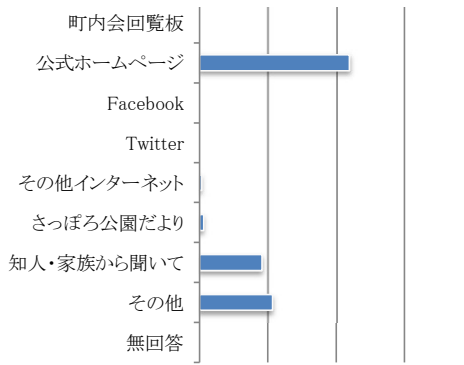 町内会回覧板
公式ホームページ
Facebook
Twitter
その他インターネット
さっぽろ公園だより
知人・家族から聞いて
その他
無回答